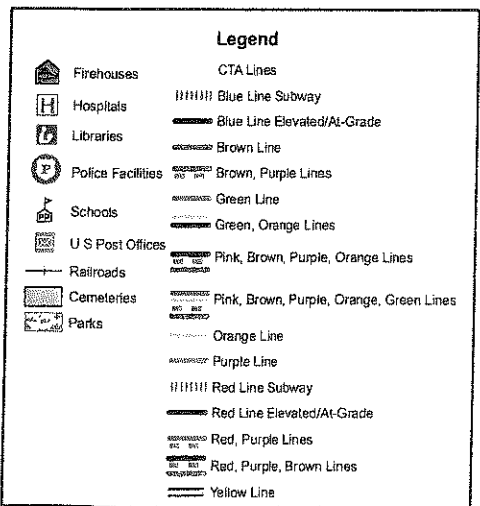 Legend
Firehouses
H
Hospitals
Libraries
P
Police Facilities
Schools
U S Post Offices
Railroads
Cemeteries
Parks
CTA Lines
Blue Line Subway
Blue Line Elevated/At-Grade
Brown Line
Brown, Purple Lines
Green Line
Green, Orange Lines
Pink, Brown, Purple, Orange Lines
Pink, Brown, Purple, Orange, Green Lines
Orange Line
Purple Line
Red Line Subway
Red Line Elevated/At-Grade
Red, Purple Lines
Red, Purple, Brown Lines
Yellow Line